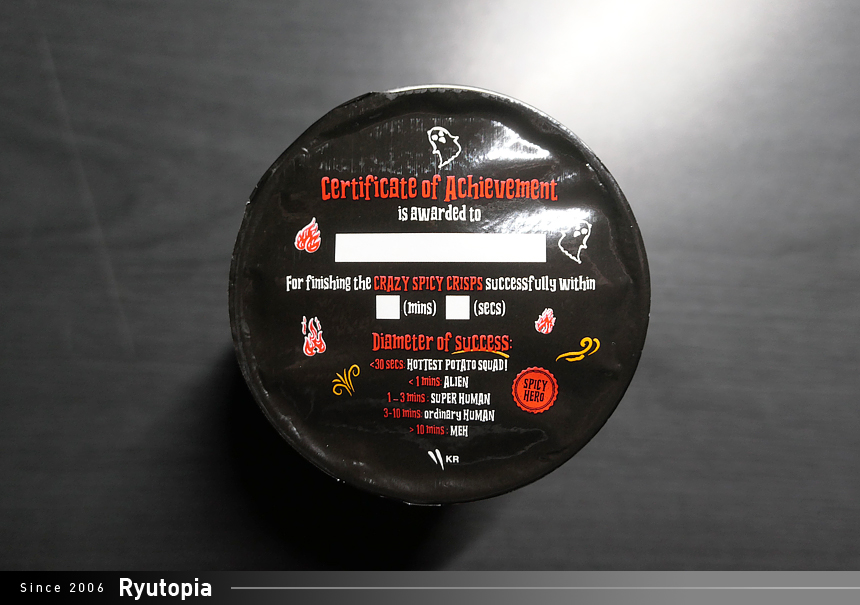 Certificate of Achievement
is awarded to
For finishing the CRAZY SPICY CRISPS successfully within
(mins) (secs)
Diameter of success:
<30 secs: HOTTEST POTATO SQUAD!
< 1 mins: ALIEN
1 – 3 mins: SUPER HUMAN
3-10 mins: ordinary HUMAN
> 10 mins: MEH
SPICY
HERO
KR
Since 2006 Ryutopia